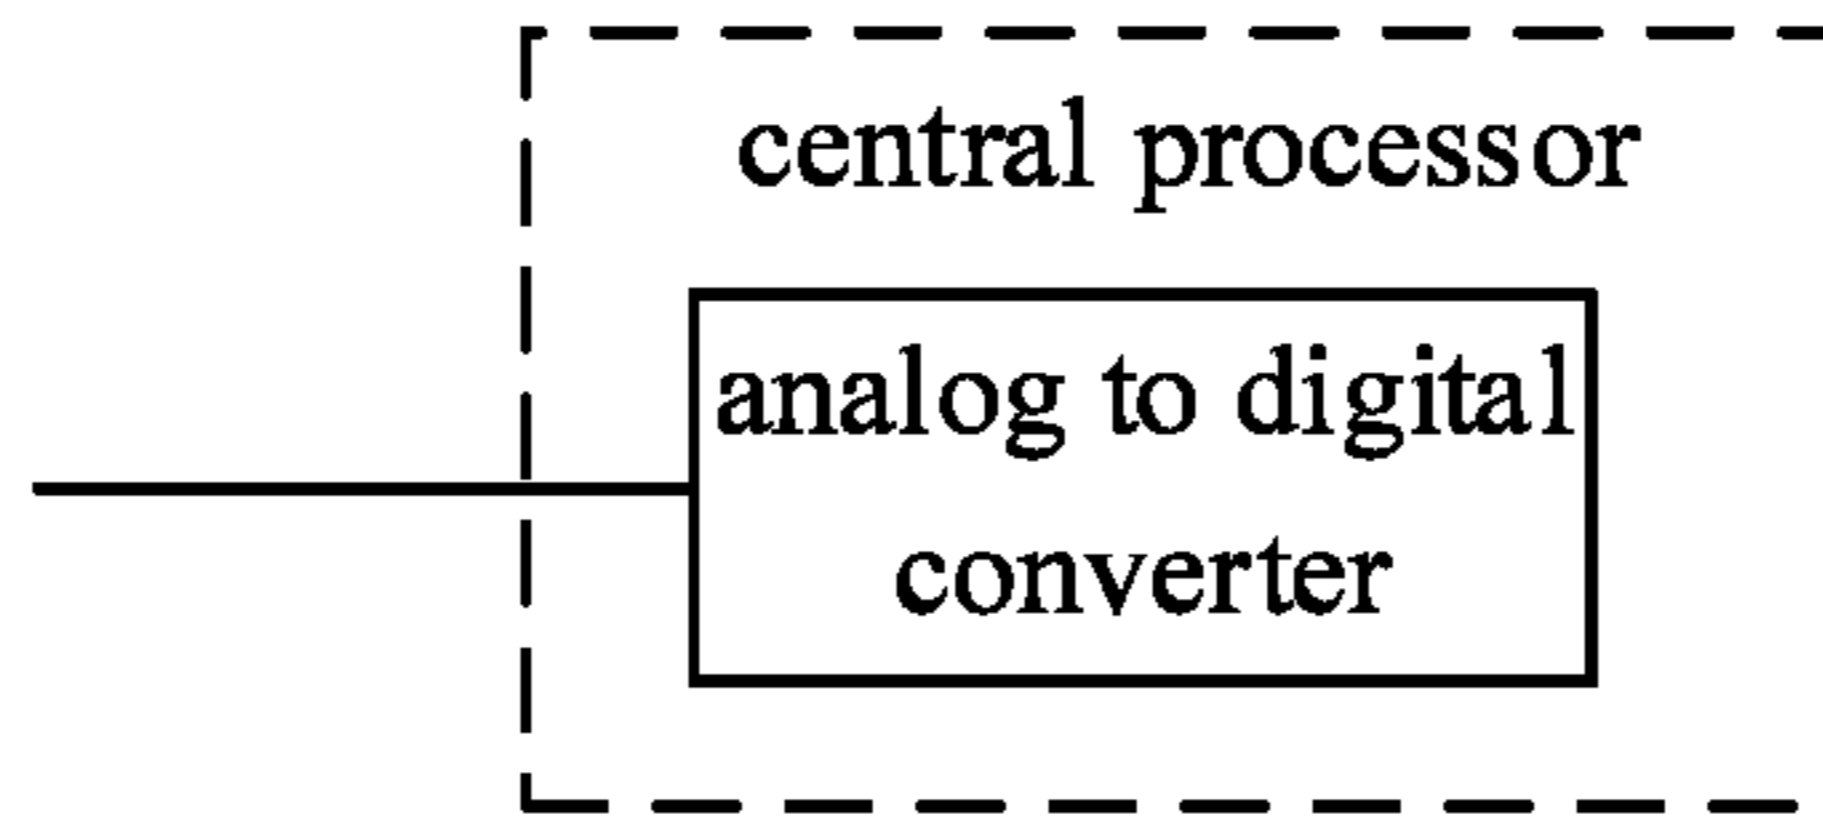 central processor
analog to digital
converter